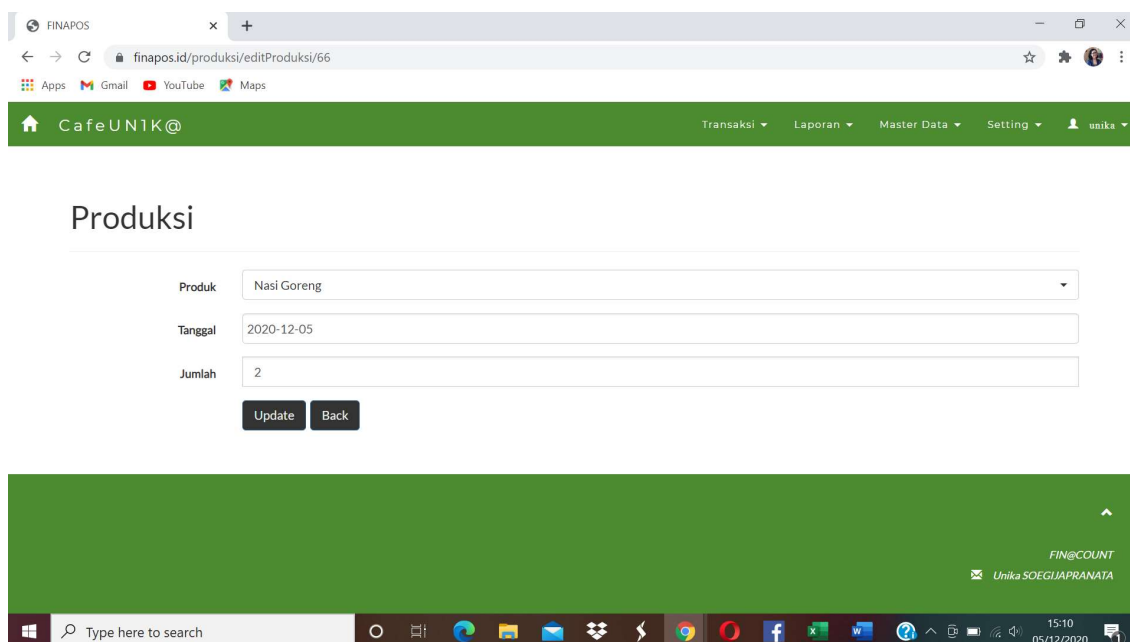 FINAPOS
finapos.id/produksi/editProduksi/66
Apps Gmail YouTube Maps
CafeUN1K@ Transaksi Laporan Master Data Setting unika
Produksi
Produk Nasi Goreng
Tanggal 2020-12-05
Jumlah 2
Update Back
FIN@COUNT
Unika SOEGIJAPRANATA
Type here to search
15:10
05/12/2020